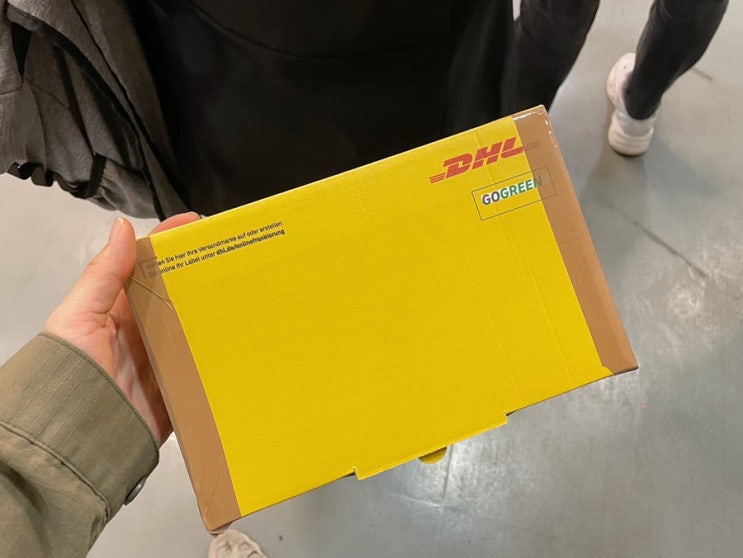 DHL
GOGREEN
Kleben Sie hier Ihre Versandmarke auf oder erstellen
Sie online Ihr Label unter dhl.de/onlinefrankierung